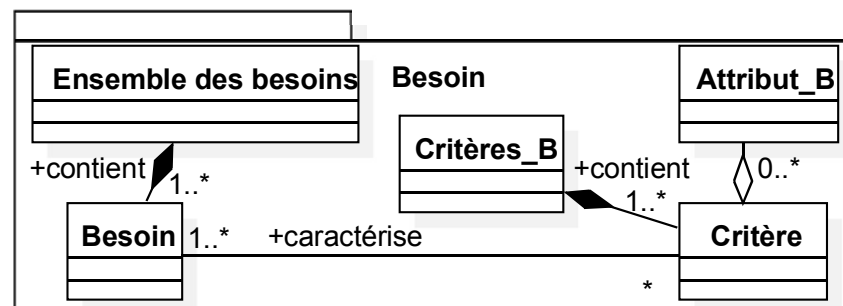 Ensemble des besoins
Besoin
Attribut_B
Critères_B
+contient
1..*
+contient
1..*
0..*
Besoin
1..*
+caractérise
Critère
*